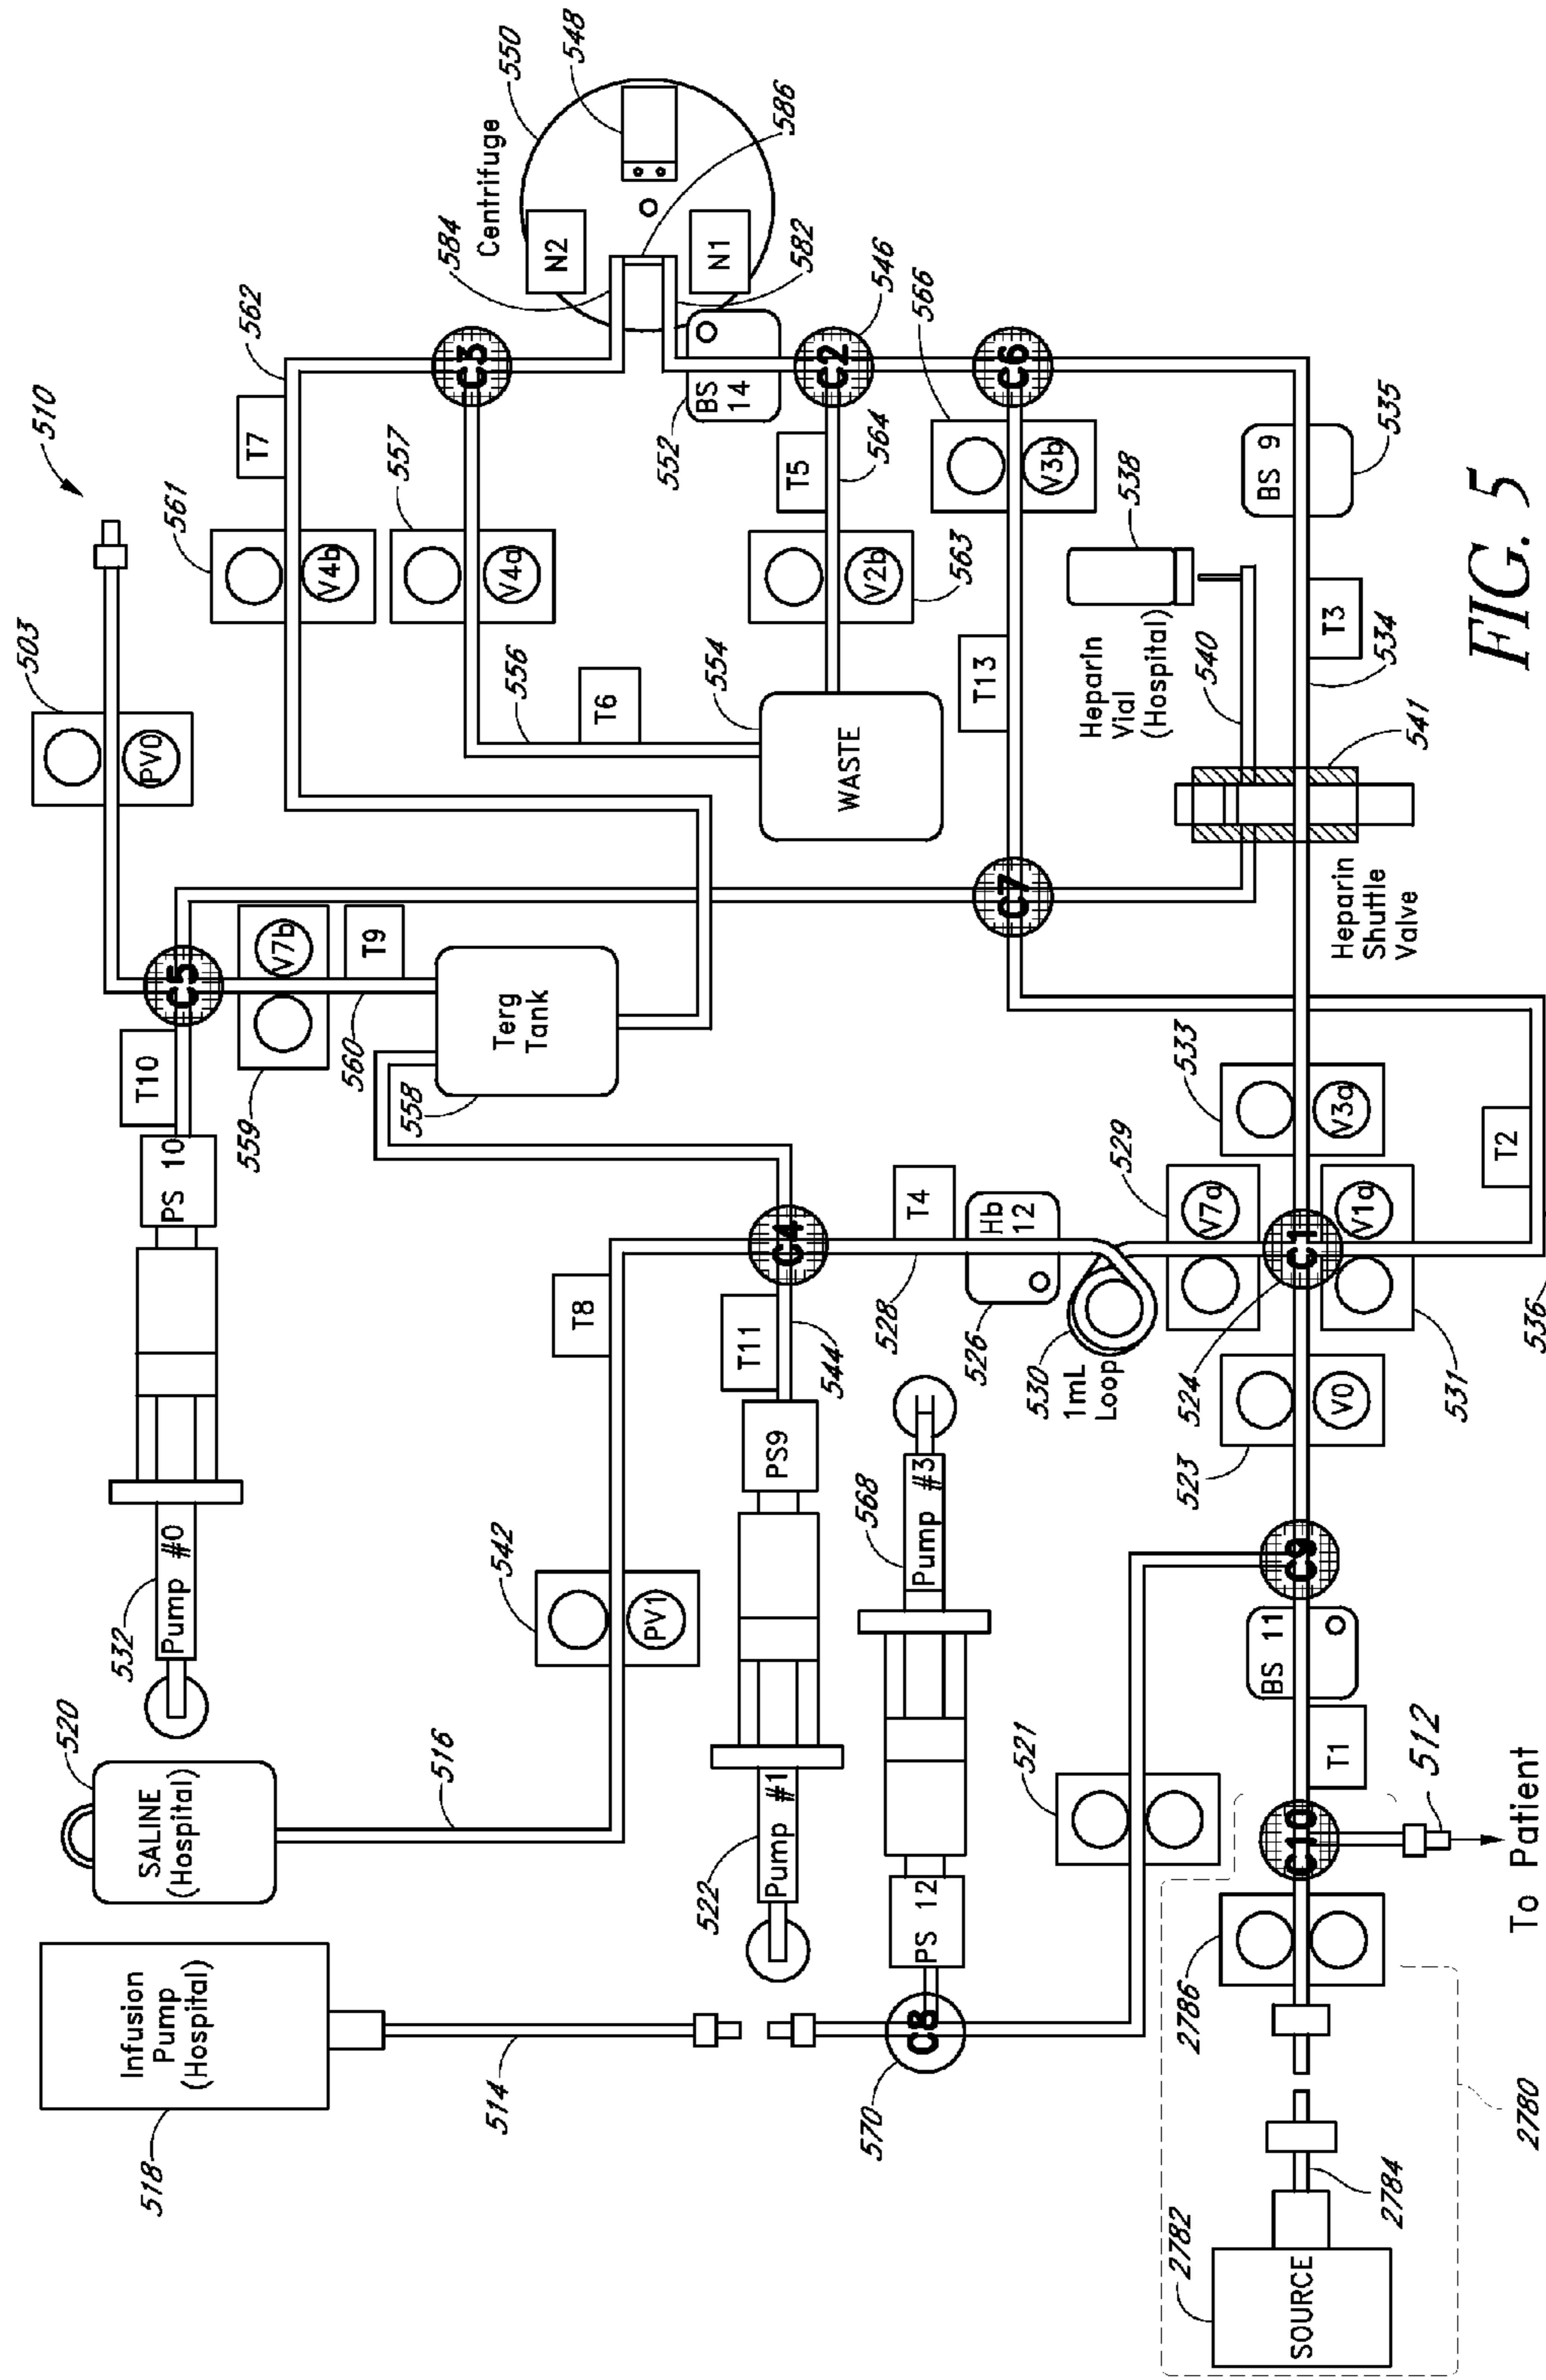 510
503
PV0
532
Pump #0
PS 10
T10
C5
V7b
559
T9
560
562
T7
561
V4b
C3
557
V4a
556
T6
584
Centrifuge
550
548
586
N2
N1
582
BS
14
552
C2
546
T5
564
V2b
563
554
WASTE
566
C6
V3b
T13
C7
538
Heparin
Vial
(Hospital)
540
BS 9
535
T3
534
541
Heparin
Shuttle
Valve
Terg
Tank
558
520
SALINE
(Hospital)
516
542
PV1
T8
C4
T11
544
522
Pump #1
PS9
T4
528
Hb
12
526
530
1mL
Loop
529
V7a
533
V3a
C1
524
V1a
531
T2
536
523
V0
568
Pump #3
PS 12
C8
570
521
C9
BS 11
T1
C10
512
To Patient
518
Infusion
Pump
(Hospital)
514
2786
2780
2782
SOURCE
2784
FIG. 5